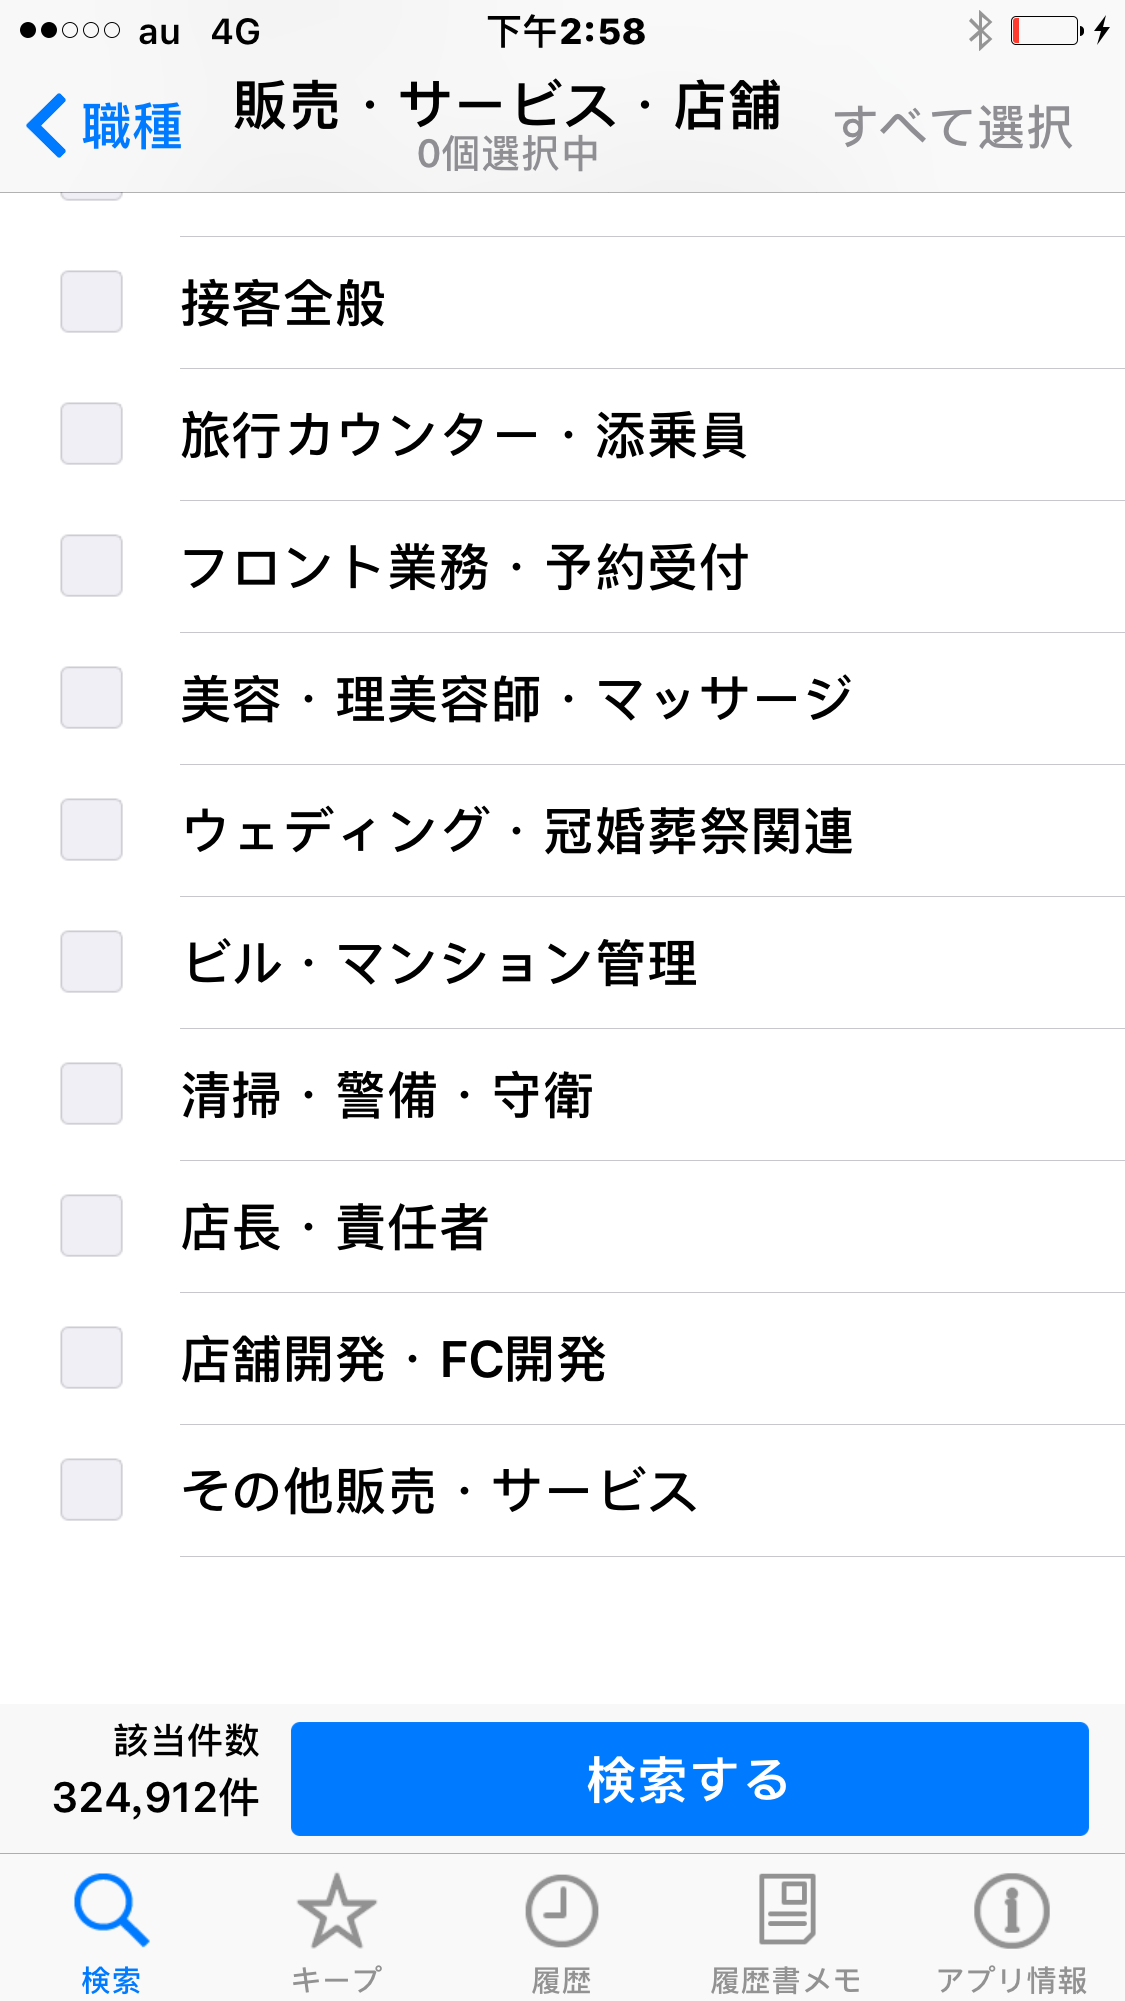 au 4G 下午2:58
職種 販売・サービス・店舗 すべて選択
0個選択中
接客全般
旅行カウンター・添乗員
フロント業務・予約受付
美容・理美容師・マッサージ
ウェディング・冠婚葬祭関連
ビル・マンション管理
清掃・警備・守衛
店長・責任者
店舗開発・FC開発
その他販売・サービス
該当件数
324,912件
検索する
検索 キープ 履歴 履歴書メモ アプリ情報